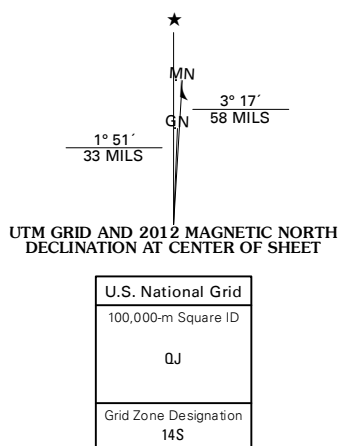 ★
MN
3° 17´
58 MILS
GN
1° 51´
33 MILS
UTM GRID AND 2012 MAGNETIC NORTH
DECLINATION AT CENTER OF SHEET
U.S. National Grid
100,000-m Square ID
QJ
Grid Zone Designation
14S